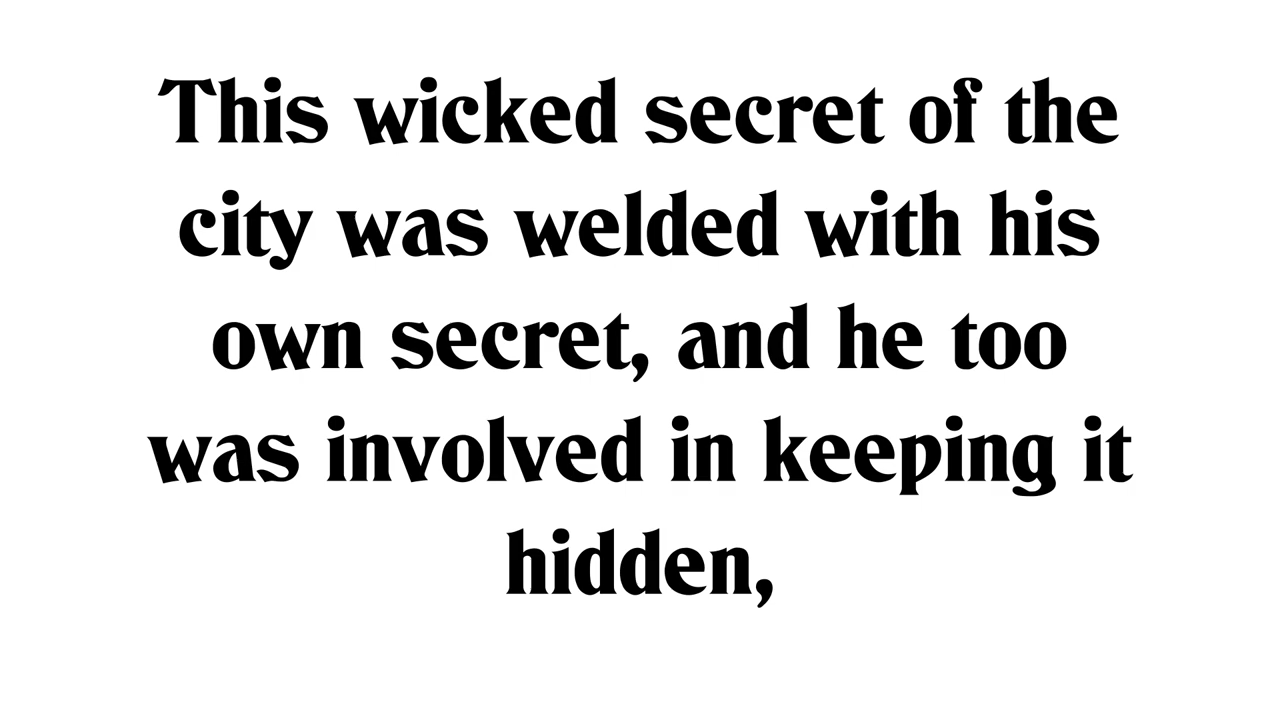 This wicked secret of the
city was welded with his
own secret, and he too
was involved in keeping it
hidden,